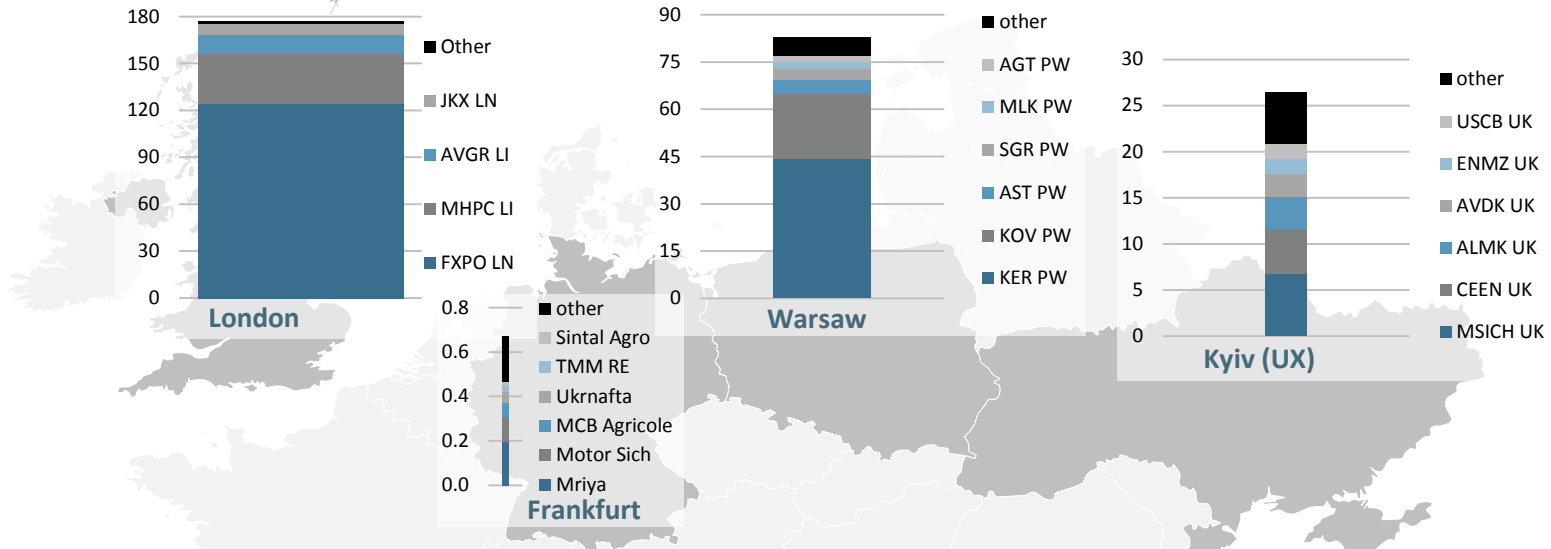 180
150
120
90
60
30
0
Other
JKX LN
AVGR LI
MHPC LI
FXPO LN
London
90
75
60
45
30
15
0
other
AGT PW
MLK PW
SGR PW
AST PW
KOV PW
KER PW
Warsaw
30
25
20
15
10
5
0
other
USCB UK
ENMZ UK
AVDK UK
ALMK UK
CEEN UK
MSICH UK
Kyiv (UX)
0.8
0.6
0.4
0.2
0.0
other
Sintal Agro
TMM RE
Ukrnafta
MCB Agricole
Motor Sich
Mriya
Frankfurt